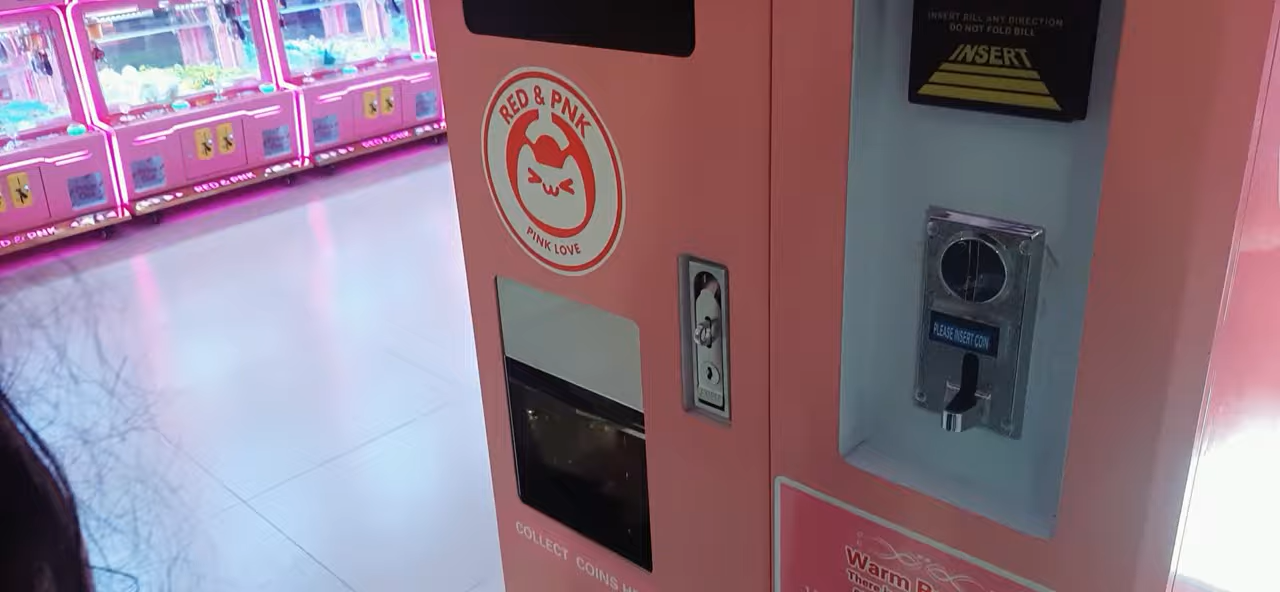 INSERT BILL ANY DIRECTION
DO NOT FOLD BILL
INSERT
RED & PNK
PINK LOVE
PLEASE INSERT COIN
COLLECT COINS
Warm
There
RED & PNK
RED & PNK